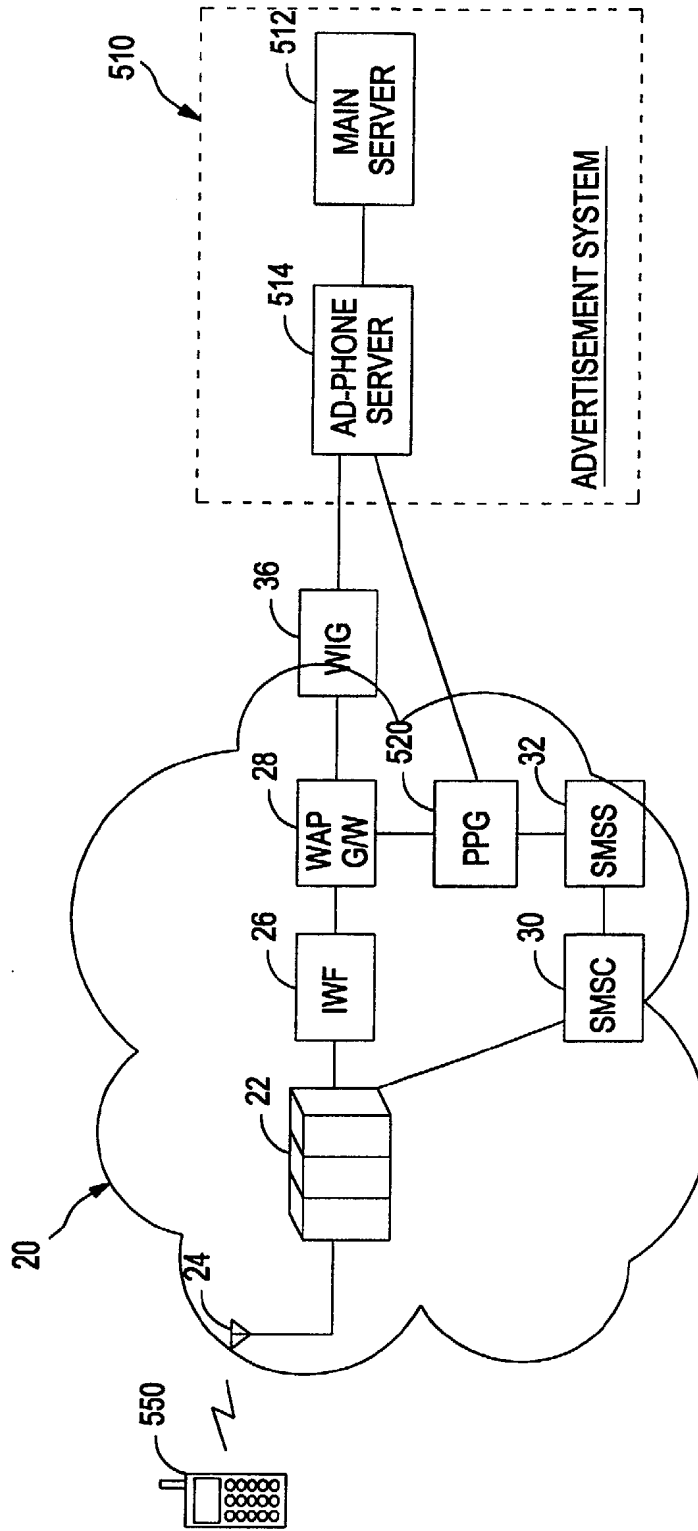 510
512
MAIN
SERVER
514
AD-PHONE
SERVER
ADVERTISEMENT SYSTEM
36
WIG
28
WAP
G/W
520
PPG
32
SMSS
26
IWF
30
SMSC
22
20
24
550